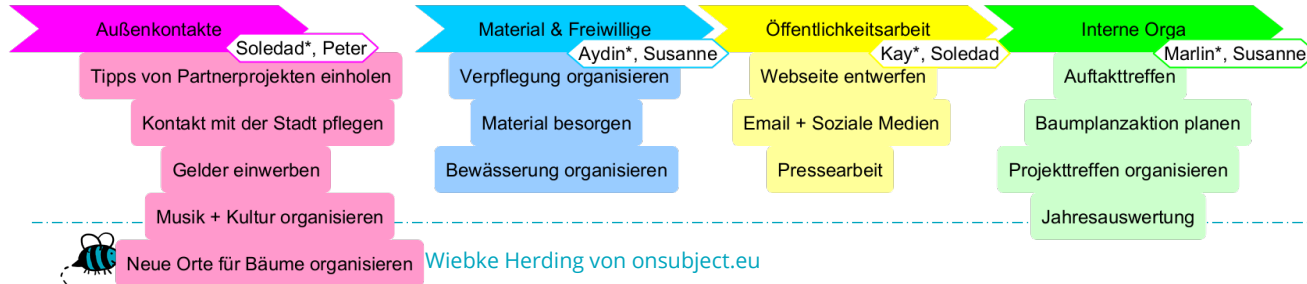 Außenkontakte
Soledad*, Peter
Tipps von Partnerprojekten einholen
Kontakt mit der Stadt pflegen
Gelder einwerben
Musik + Kultur organisieren
Neue Orte für Bäume organisieren
Material & Freiwillige
Aydin*, Susanne
Verpflegung organisieren
Material besorgen
Bewässerung organisieren
Öffentlichkeitsarbeit
Kay*, Soledad
Webseite entwerfen
Email + Soziale Medien
Pressearbeit
Interne Orga
Marlin*, Susanne
Auftakttreffen
Baumplanzaktion planen
Projekttreffen organisieren
Jahresauswertung
Wiebke Herding von onsubject.eu